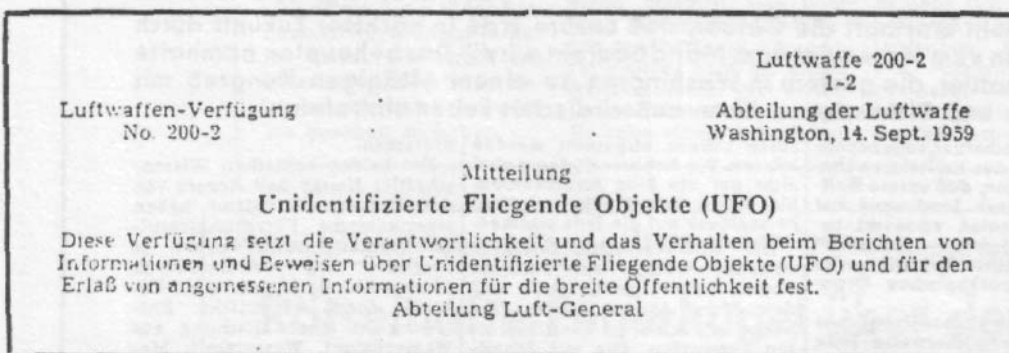 Luftwaffe 200-2
1-2
Luftwaffen-Verfügung Abteilung der Luftwaffe
No. 200-2 Washington, 14. Sept. 1959
Mitteilung
Unidentifizierte Fliegende Objekte (UFO)
Diese Verfügung setzt die Verantwortlichkeit und das Verhalten beim Berichten von
Informationen und Beweisen über Unidentifizierte Fliegende Objekte (UFO) und für den
Erlaß von angemessenen Informationen für die breite Öffentlichkeit fest.
Abteilung Luft-General